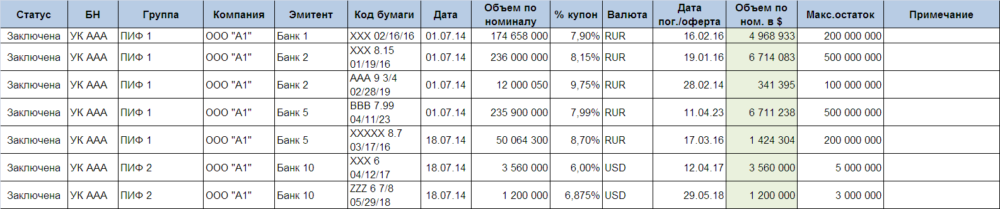 Статус БН Группа Компания Эмитент Код бумаги Дата Объем по номиналу % купон Валюта Дата пог./оферта Объем по ном. в $ Макс.остаток Примечание
Заключена УК ААА ПИФ 1 ООО "А1" Банк 1 XXX 02/16/16 01.07.14 174 658 000 7,90% RUR 16.02.16 4 968 933 200 000 000
Заключена УК ААА ПИФ 1 ООО "А1" Банк 2 XXX 8.15 01/19/16 01.07.14 236 000 000 8,15% RUR 19.01.16 6 714 083 500 000 000
Заключена УК ААА ПИФ 1 ООО "А1" Банк 2 AAA 9 3/4 02/28/19 01.07.14 12 000 050 9,75% RUR 28.02.14 341 395 100 000 000
Заключена УК ААА ПИФ 1 ООО "А1" Банк 5 BBB 7.99 04/11/23 01.07.14 235 900 000 7,99% RUR 11.04.23 6 711 238 500 000 000
Заключена УК ААА ПИФ 1 ООО "А1" Банк 5 XXXXX 8.7 03/17/16 18.07.14 50 064 300 8,70% RUR 17.03.16 1 424 304 200 000 000
Заключена УК ААА ПИФ 2 ООО "А1" Банк 10 XXX 6 04/12/17 18.07.14 3 560 000 6,00% USD 12.04.17 3 560 000 5 000 000
Заключена УК ААА ПИФ 2 ООО "А1" Банк 10 ZZZ 6 7/8 05/29/18 18.07.14 1 200 000 6,875% USD 29.05.18 1 200 000 3 000 000